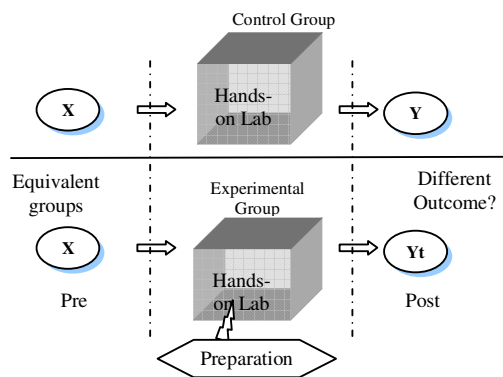 Control Group
X
Hands-
on Lab
Y
Equivalent
groups
Experimental
Group
Different
Outcome?
X
Hands-
on Lab
Yt
Pre
Post
Preparation